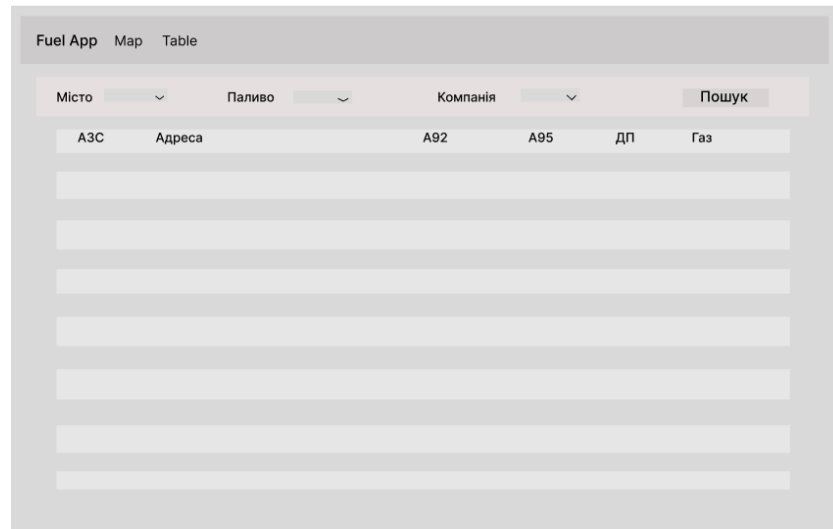 Fuel App Map Table
Місто Паливо Компанія Пошук
АЗС Адреса А92 А95 ДП Газ